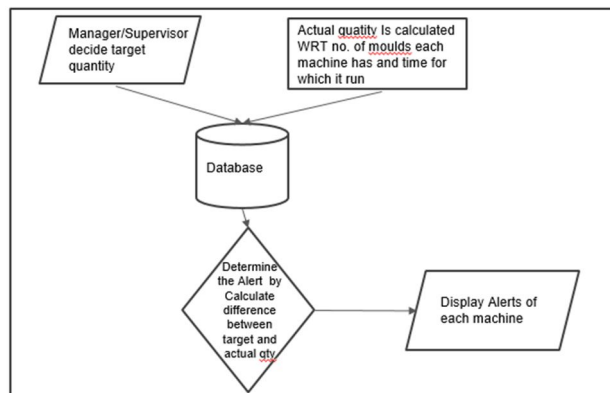 Manager/Supervisor
decide target
quantity
Actual quatity Is calculated
WRT no. of moulds each
machine has and time for
which it run
Database
Determine
the Alert by
Calculate
difference
between
target and
actual qty
Display Alerts of
each machine